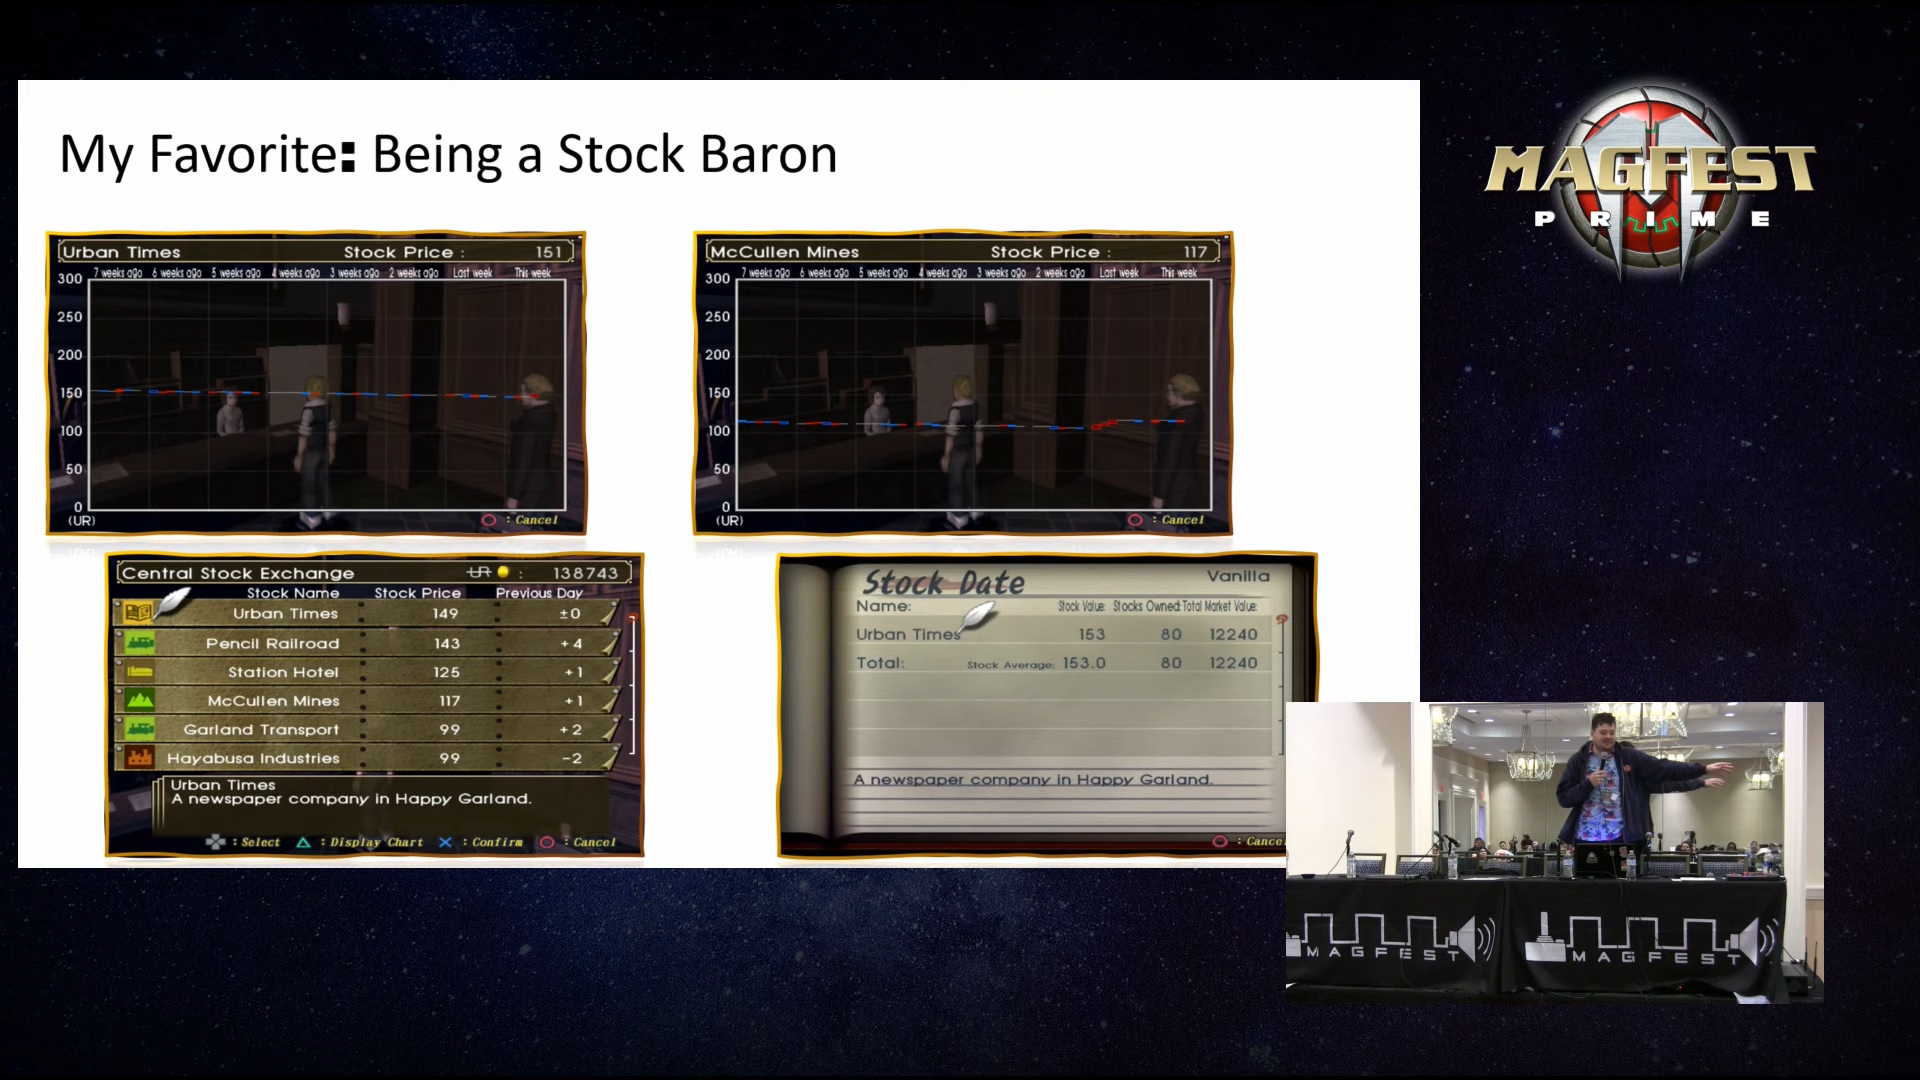 My Favorite: Being a Stock Baron
Urban Times Stock Price : 151
7 weeks ago 6 weeks ago 5 weeks ago 4 weeks ago 3 weeks ago 2 weeks ago Last week This week
300
250
200
150
100
50
0
(UR)
: Cancel
McCullen Mines Stock Price : 117
7 weeks ago 6 weeks ago 5 weeks ago 4 weeks ago 3 weeks ago 2 weeks ago Last week This week
300
250
200
150
100
50
0
(UR)
: Cancel
Central Stock Exchange UR : 138743
Stock Name Stock Price Previous Day
Urban Times 149 ±0
Pencil Railroad 143 +4
Station Hotel 125 +1
McCullen Mines 117 +1
Garland Transport 99 +2
Hayabusa Industries 99 -2
Urban Times
A newspaper company in Happy Garland.
: Select : Display Chart : Confirm : Cancel
Stock Date Vanilla
Name: Stock Value: Stocks Owned: Total Market Value:
Urban Times 153 80 12240
Total: Stock Average: 153.0 80 12240
A newspaper company in Happy Garland.
: Cancel
MAGFEST
PRIME
MAGFEST
MAGFEST